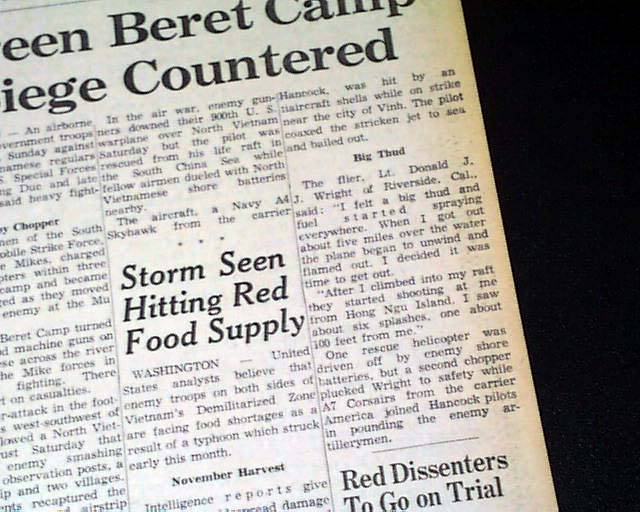 een Beret Camp
iege Countered
— An airborne
vernment troops
Sunday against
namese regulars
S. Special Forces
ng Duc and late
said heavy fight-
y Chopper
men of the South
obile Strike Force,
e Mikes, charged
pters within three
camp and became
ged as they moved
enemy at the Mu
Beret Camp turned
d machine guns on
se across the river
he Mike forces in
fighting. There
t on casualties.
r-attack in the foot-
s west-southwest of
lowed a North Viet-
ust Saturday that
enemy smashing
observation posts, a
ip and two villages.
nts recaptured the
airstrip
In the air war, enemy gun-
ners downed their 900th U. S.
warplane over North Vietnam
Saturday but the pilot was
rescued from his life raft in
the South China Sea while
fellow airmen dueled with North
Vietnamese shore batteries
nearby.
The aircraft, a Navy A4
Skyhawk from the carrier
Storm Seen
Hitting Red
Food Supply
WASHINGTON — United
States analysts believe that
enemy troops on both sides of
Vietnam's Demilitarized Zone
are facing food shortages as a
result of a typhoon which struck
early this month.
November Harvest
Intelligence reports give
damage
Hancock, was hit by an
tiaircraft shells while on strike
near the city of Vinh. The pilot
coaxed the stricken jet to sea
and bailed out.
Big Thud
The flier, Lt. Donald J.
J. Wright of Riverside, Cal.,
said: "I felt a big thud and
fuel started spraying
everywhere. When I got out
about five miles over the water
the plane began to unwind and
flamed out. I decided it was
time to get out.
"After I climbed into my raft
they started shooting at me
from Hong Ngu Island. I saw
about six splashes, one about
100 feet from me."
One rescue helicopter was
driven off by enemy shore
batteries, but a second chopper
plucked Wright to safety while
A7 Corsairs from the carrier
America joined Hancock pilots
in pounding the enemy ar-
tillerymen.
Red Dissenters
To Go on Trial